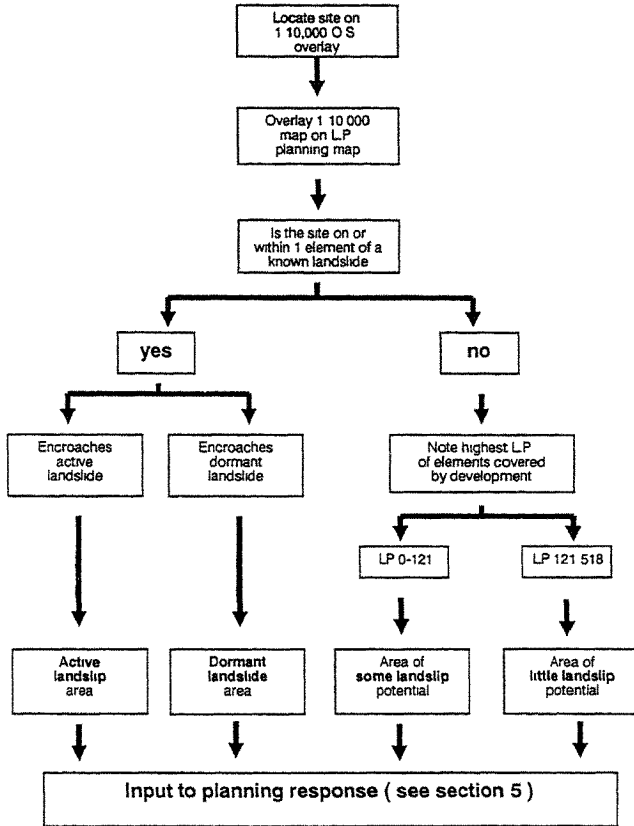 Locate site on
1 10,000 O S
overlay
Overlay 1 10 000
map on L.P
planning map
Is the site on or
within 1 element of a
known landslide
yes
no
Encroaches
active
landslide
Encroaches
dormant
landslide
Note highest L.P
of elements covered
by development
LP 0-121
LP 121 518
Active
landslip
area
Dormant
landslide
area
Area of
some landslip
potential
Area of
little landslip
potential
Input to planning response ( see section 5 )